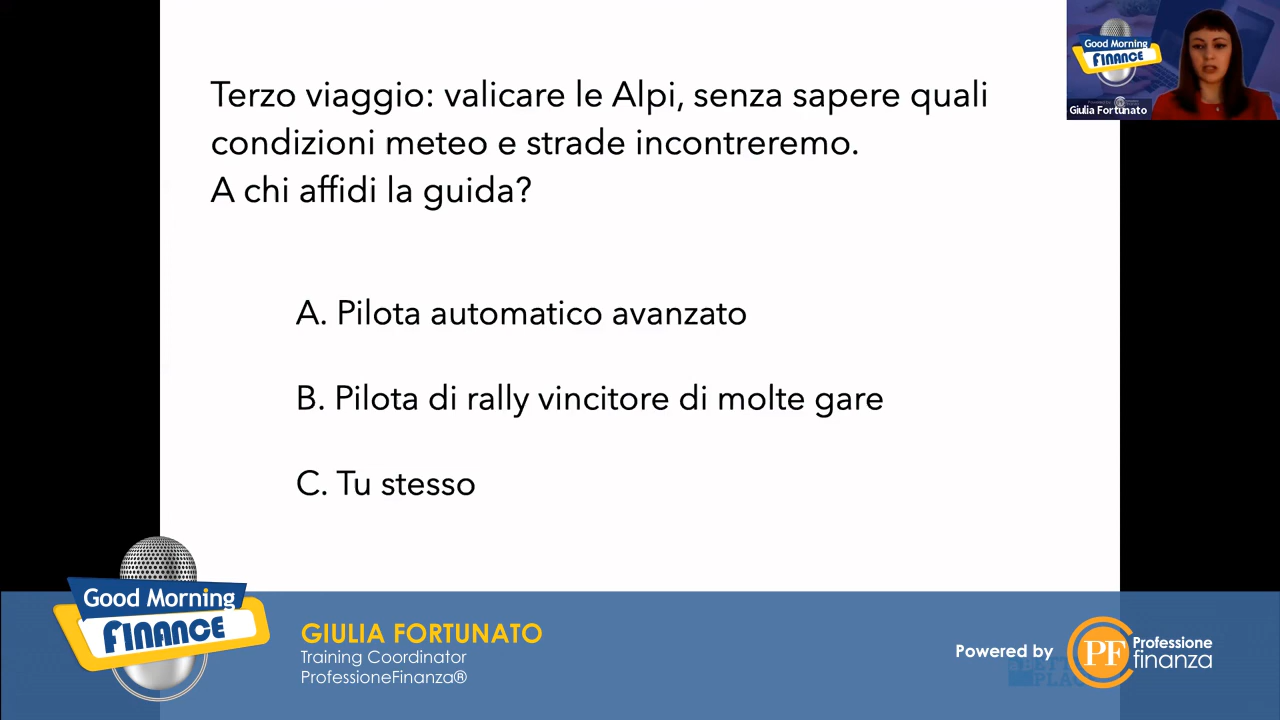 Terzo viaggio: valicare le Alpi, senza sapere quali
condizioni meteo e strade incontreremo.
A chi affidi la guida?
A. Pilota automatico avanzato
B. Pilota di rally vincitore di molte gare
C. Tu stesso
Good Morning
FINANCE
Giulia Fortunato
Good Morning
FINANCE
GIULIA FORTUNATO
Training Coordinator
ProfessioneFinanza®
Powered by
PF
Professione
finanza